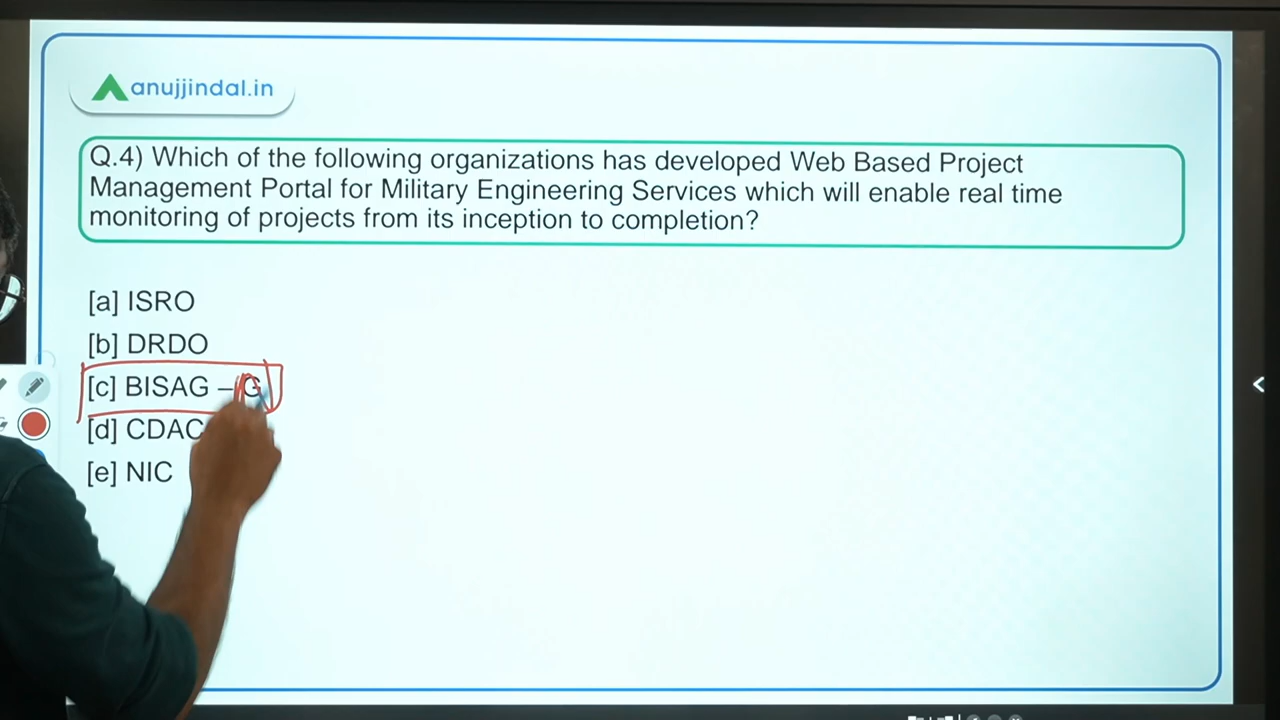 anujjindal.in
Q.4) Which of the following organizations has developed Web Based Project
Management Portal for Military Engineering Services which will enable real time
monitoring of projects from its inception to completion?
[a] ISRO
[b] DRDO
[c] BISAG – G
[d] CDAC
[e] NIC